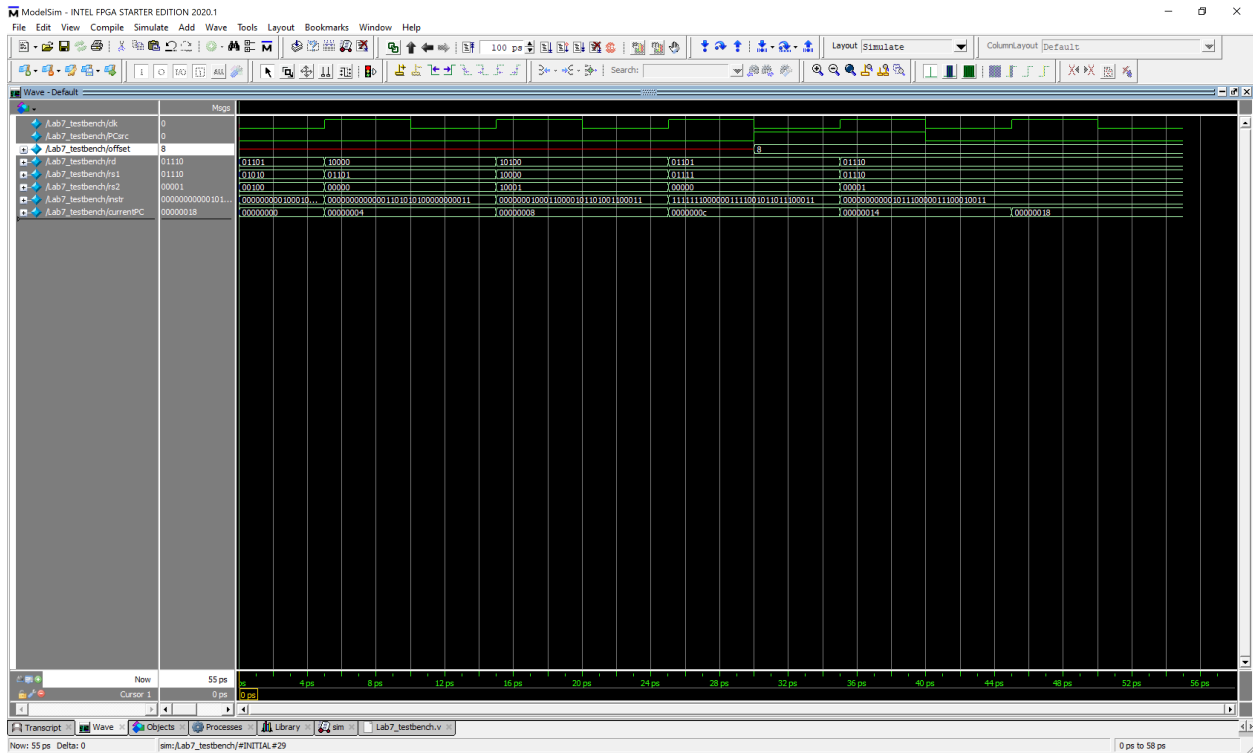 ModelSim - INTEL FPGA STARTER EDITION 2020.1
File Edit View Compile Simulate Add Wave Tools Layout Bookmarks Window Help
100 ps Layout Simulate ColumnLayout Default
Search:
Wave - Default
Msgs
/Lab7_testbench/clk 0
/Lab7_testbench/PCsrc 0
/Lab7_testbench/offset 8 8
/Lab7_testbench/rd 01110 01101 10000 10100 01101 01110
/Lab7_testbench/rs1 01110 01010 01101 10000 01111 01110
/Lab7_testbench/rs2 00001 00100 00000 10001 00000 00001
/Lab7_testbench/instr 00000000000101...
/Lab7_testbench/currentPC 00000018 00000000 00000004 00000008 0000000c 00000014 00000018
Now 55 ps ps 4 ps 8 ps 12 ps 16 ps 20 ps 24 ps 28 ps 32 ps 36 ps 40 ps 44 ps 48 ps 52 ps 56 ps
Cursor 1 0 ps 0 ps
Transcript Wave Objects Processes Library sim Lab7_testbench.v
Now: 55 ps Delta: 0 sim:/Lab7_testbench/#INITIAL#29 0 ps to 58 ps